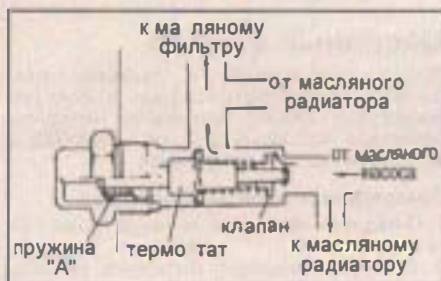 к ма ляному
фильтру
от масляного
радиатора
от масляного
насоса
клапан
пружина
"А"
термо тат
к масляному
радиатору